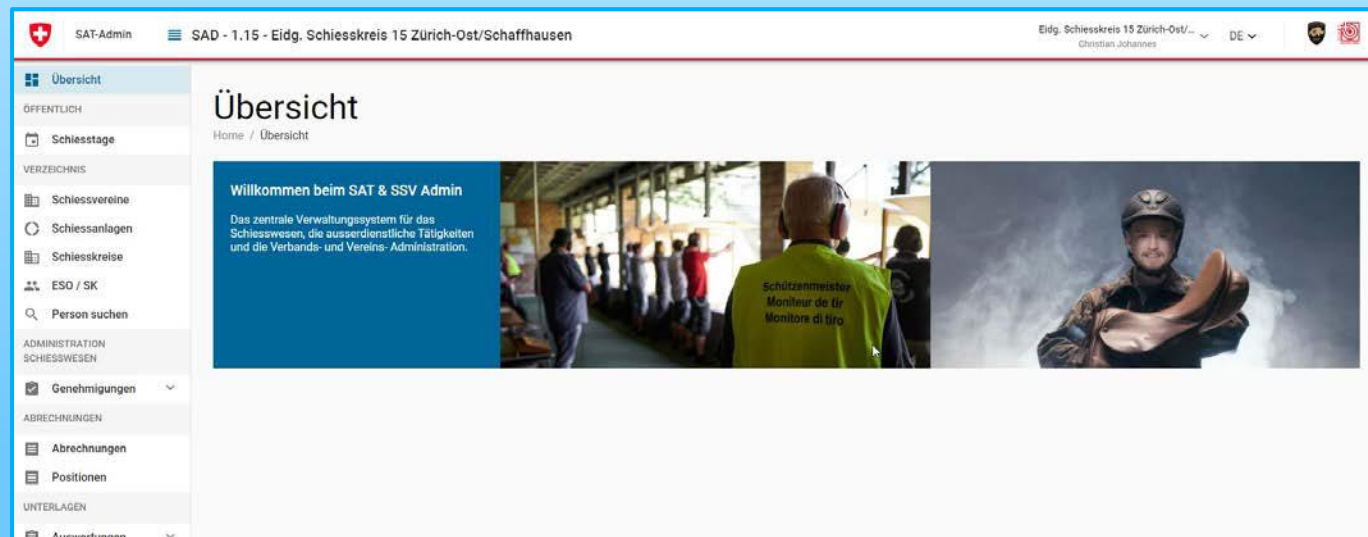 SAT-Admin
SAD - 1.15 - Eidg. Schiesskreis 15 Zürich-Ost/Schaffhausen
Eidg. Schiesskreis 15 Zürich-Ost/...
Christian Johannes
DE
Übersicht
ÖFFENTLICH
Schiesstage
VERZEICHNIS
Schiessvereine
Schiessanlagen
Schiesskreise
ESO / SK
Person suchen
ADMINISTRATION
SCHIESSWESEN
Genehmigungen
ABRECHNUNGEN
Abrechnungen
Positionen
UNTERLAGEN
Auswertungen
Übersicht
Home / Übersicht
Willkommen beim SAT & SSV Admin
Das zentrale Verwaltungssystem für das
Schiesswesen, die ausserdienstliche Tätigkeiten
und die Verbands- und Vereins- Administration.
Schützenmeister
Moniteur de tir
Monitore di tiro